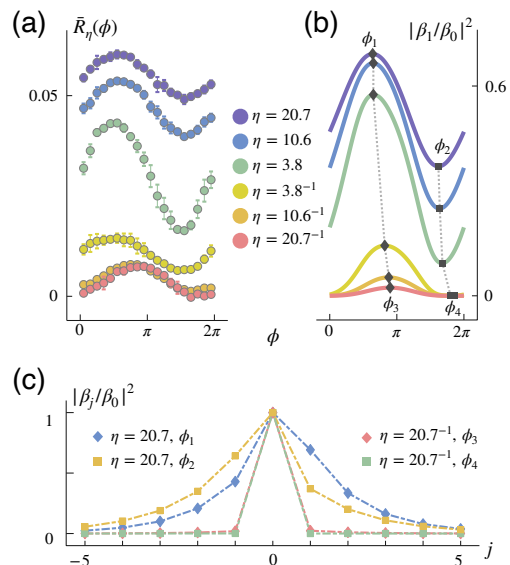 (a) R̄_η(ϕ)
0.05
0
0 π 2π
ϕ
η = 20.7
η = 10.6
η = 3.8
η = 3.8⁻¹
η = 10.6⁻¹
η = 20.7⁻¹
(b) |β₁/β₀|²
ϕ₁
0.6
ϕ₂
0
ϕ₃ ϕ₄
0 π 2π
(c) |β_j/β₀|²
1
η = 20.7, ϕ₁
η = 20.7, ϕ₂
η = 20.7⁻¹, ϕ₃
η = 20.7⁻¹, ϕ₄
0
−5 0 5 j